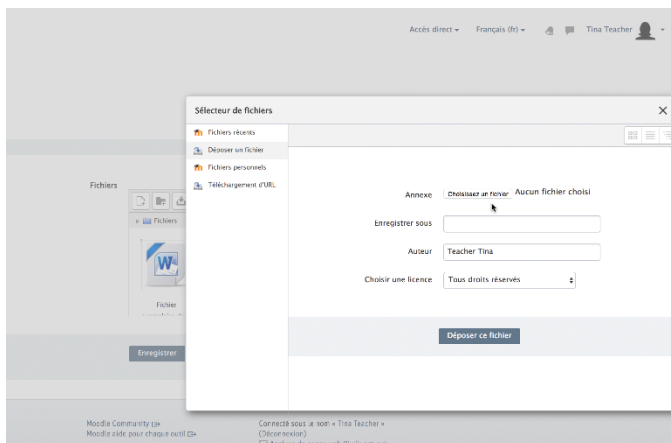 Accès direct Français (fr) Tina Teacher
Sélecteur de fichiers
Fichiers récents
Déposer un fichier
Fichiers personnels
Téléchargement d'URL
Fichiers
Fichiers
W
Fichier
Enregistrer
Annexe Choisissez un fichier Aucun fichier choisi
Enregistrer sous
Auteur Teacher Tina
Choisir une licence Tous droits réservés
Déposer ce fichier
Moodle Community
Moodle aide pour chaque outil
Connecté sous le nom « Tina Teacher »
(Déconnexion)